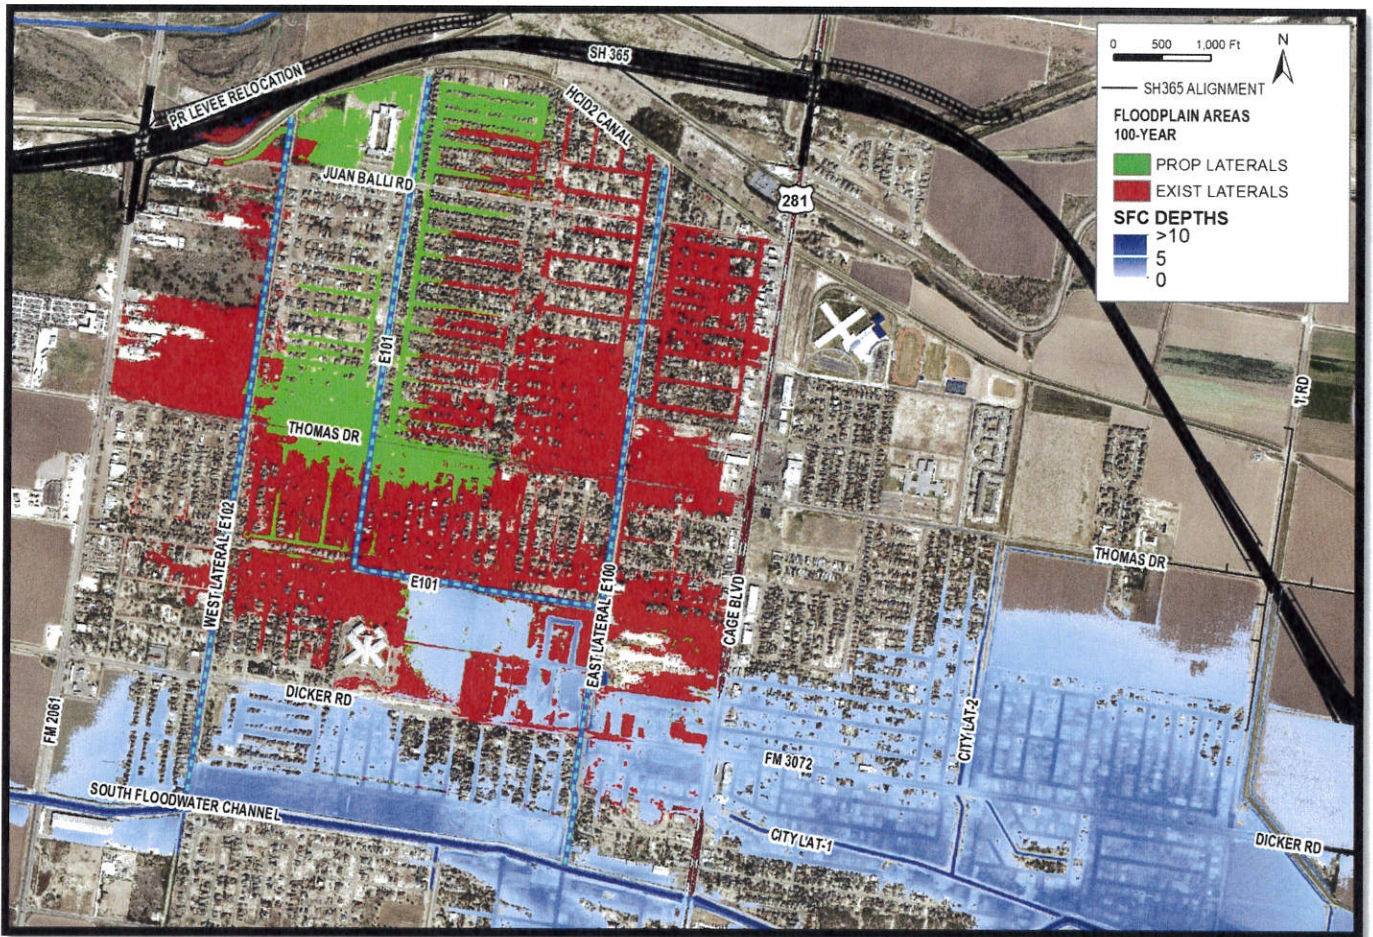 0 500 1,000 Ft
N
SH365 ALIGNMENT
FLOODPLAIN AREAS
100-YEAR
PROP LATERALS
EXIST LATERALS
SFC DEPTHS
>10
5
0
SH 365
PR LEVEE RELOCATION
HCID2 CANAL
JUAN BALLI RD
281
E101
T RD
THOMAS DR
WEST LATERAL E102
THOMAS DR
E101
EAST LATERAL E100
CAGE BLVD
DICKER RD
FM 2061
CITY LAT-2
FM 3072
SOUTH FLOODWATER CHANNEL
CITY LAT-1
DICKER RD